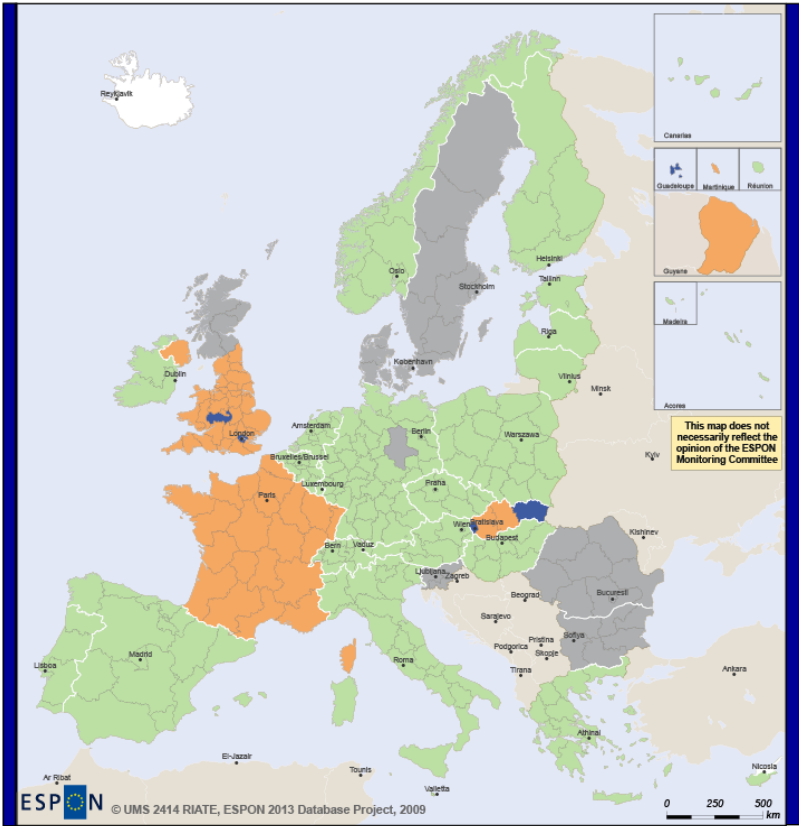 Reykjavik
Canarias
Guadaloupe
Martinique
Réunion
Guyane
Madeira
Acores
This map does not
necessarily reflect the
opinion of the ESPON
Monitoring Committee
Oslo
Helsinki
Tallinn
Stockholm
Riga
København
Vilnius
Minsk
Dublin
London
Amsterdam
Berlin
Warszawa
Kyiv
Bruxelles/Brussel
Luxembourg
Praha
Paris
Wien
Bratislava
Budapest
Kishinev
Bern
Vaduz
Ljubljana
Zagreb
Beograd
Bucuresti
Sarajevo
Pristina
Sofiya
Podgorica
Skopje
Tirana
Madrid
Lisboa
Roma
Ankara
Athinai
El-Jazair
Tounis
Ar Ribat
Valletta
Nicosia
ESPON
© UMS 2414 RIATE, ESPON 2013 Database Project, 2009
0 250 500
km